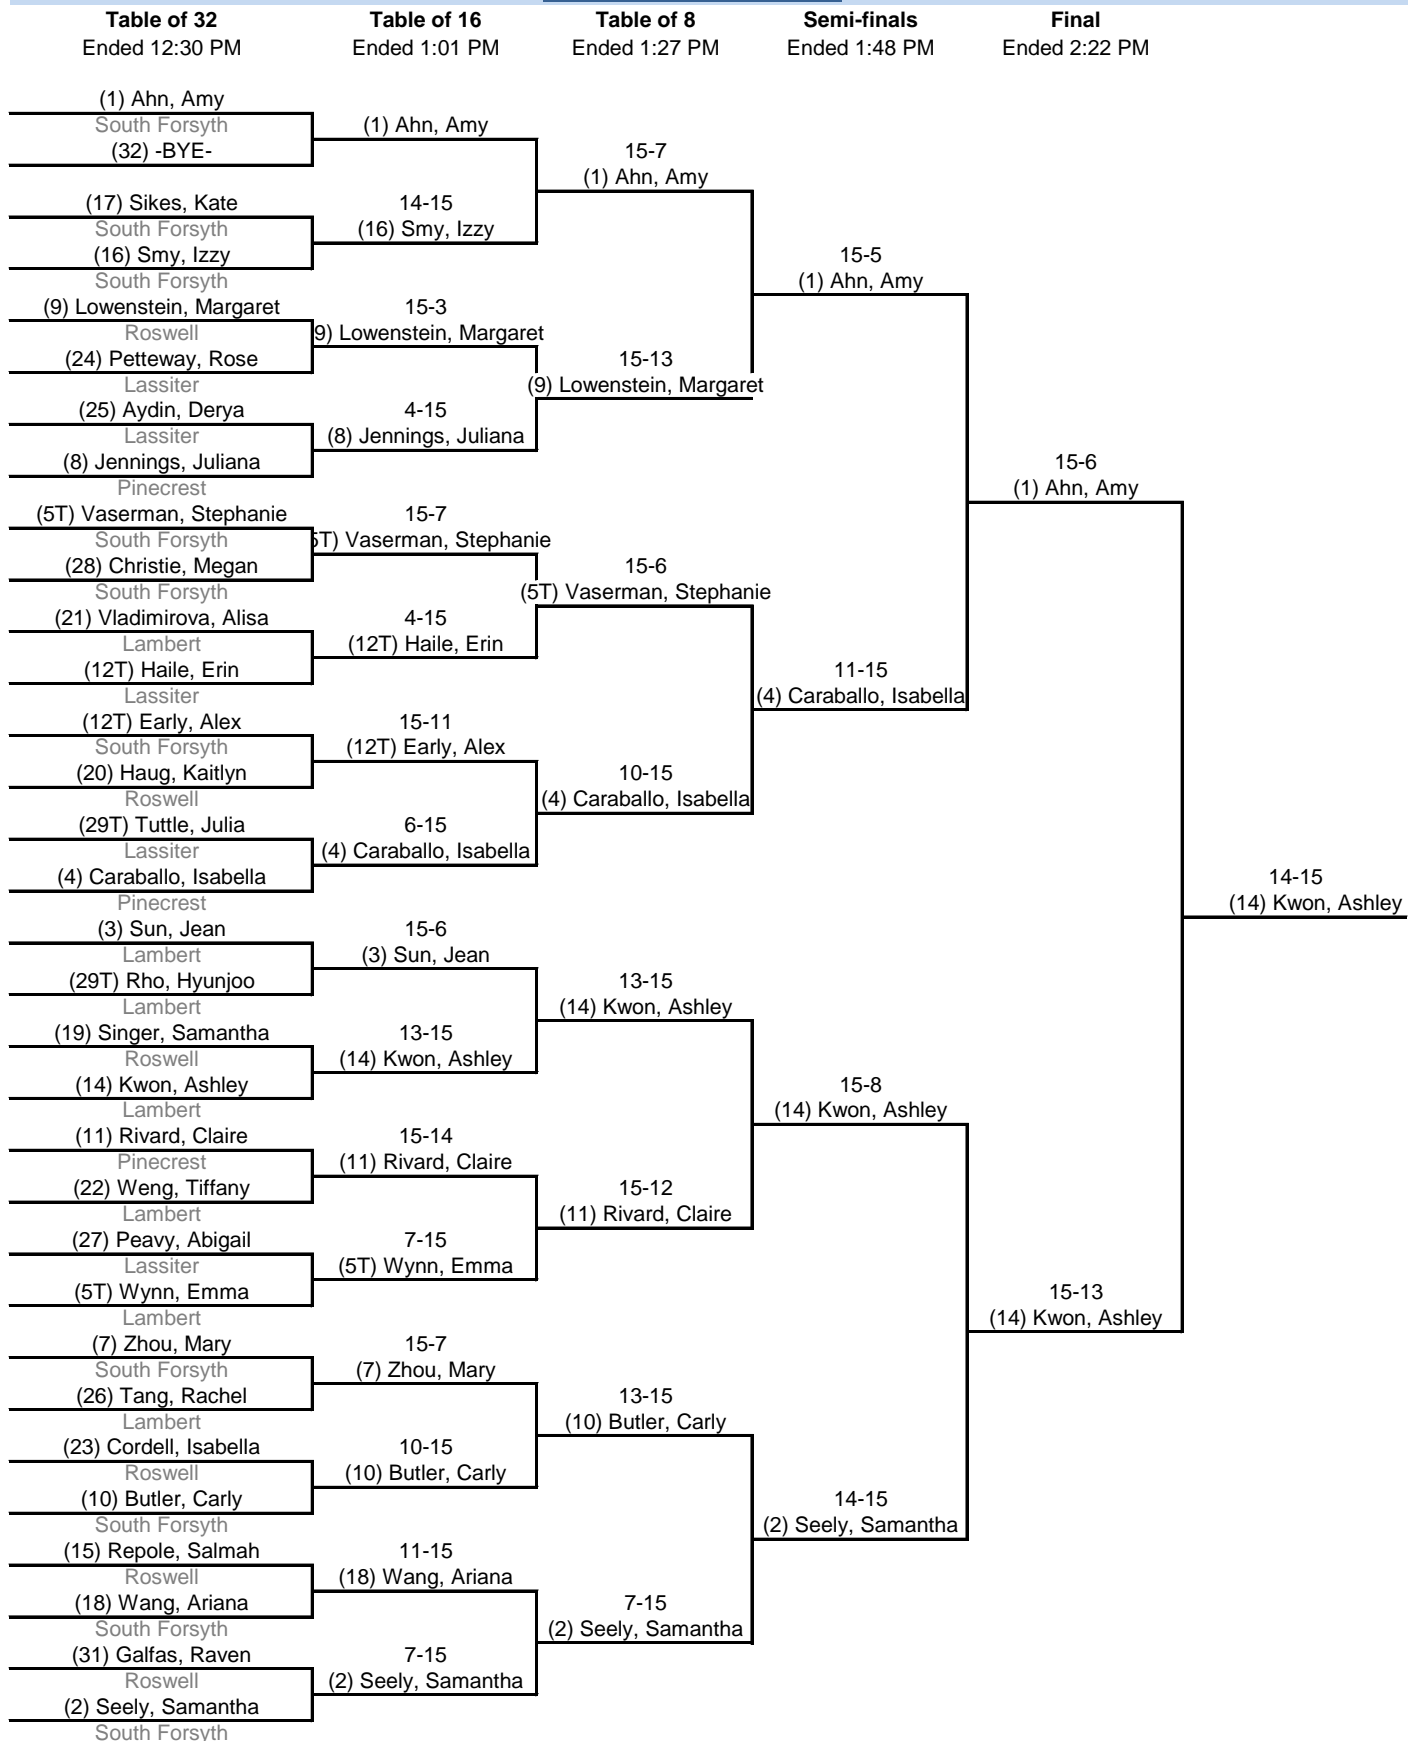 Table of 32
Ended 12:30 PM
Table of 16
Ended 1:01 PM
Table of 8
Ended 1:27 PM
Semi-finals
Ended 1:48 PM
Final
Ended 2:22 PM
(1) Ahn, Amy
South Forsyth
(32) -BYE-
(17) Sikes, Kate
South Forsyth
(16) Smy, Izzy
South Forsyth
(9) Lowenstein, Margaret
Roswell
(24) Petteway, Rose
Lassiter
(25) Aydin, Derya
Lassiter
(8) Jennings, Juliana
Pinecrest
(5T) Vaserman, Stephanie
South Forsyth
(28) Christie, Megan
South Forsyth
(21) Vladimirova, Alisa
Lambert
(12T) Haile, Erin
Lassiter
(12T) Early, Alex
South Forsyth
(20) Haug, Kaitlyn
Roswell
(29T) Tuttle, Julia
Lassiter
(4) Caraballo, Isabella
Pinecrest
(3) Sun, Jean
Lambert
(29T) Rho, Hyunjoo
Lambert
(19) Singer, Samantha
Roswell
(14) Kwon, Ashley
Lambert
(11) Rivard, Claire
Pinecrest
(22) Weng, Tiffany
Lambert
(27) Peavy, Abigail
Lassiter
(5T) Wynn, Emma
Lambert
(7) Zhou, Mary
South Forsyth
(26) Tang, Rachel
Lambert
(23) Cordell, Isabella
Roswell
(10) Butler, Carly
South Forsyth
(15) Repole, Salmah
Roswell
(18) Wang, Ariana
South Forsyth
(31) Galfas, Raven
Roswell
(2) Seely, Samantha
South Forsyth
(1) Ahn, Amy
14-15
(16) Smy, Izzy
15-3
9) Lowenstein, Margaret
4-15
(8) Jennings, Juliana
15-7
5T) Vaserman, Stephanie
4-15
(12T) Haile, Erin
15-11
(12T) Early, Alex
6-15
(4) Caraballo, Isabella
15-6
(3) Sun, Jean
13-15
(14) Kwon, Ashley
15-14
(11) Rivard, Claire
7-15
(5T) Wynn, Emma
15-7
(7) Zhou, Mary
10-15
(10) Butler, Carly
11-15
(18) Wang, Ariana
7-15
(2) Seely, Samantha
15-7
(1) Ahn, Amy
15-13
(9) Lowenstein, Margaret
15-6
(5T) Vaserman, Stephanie
10-15
(4) Caraballo, Isabella
13-15
(14) Kwon, Ashley
15-12
(11) Rivard, Claire
13-15
(10) Butler, Carly
7-15
(2) Seely, Samantha
15-5
(1) Ahn, Amy
11-15
(4) Caraballo, Isabella
15-8
(14) Kwon, Ashley
14-15
(2) Seely, Samantha
15-6
(1) Ahn, Amy
15-13
(14) Kwon, Ashley
14-15
(14) Kwon, Ashley